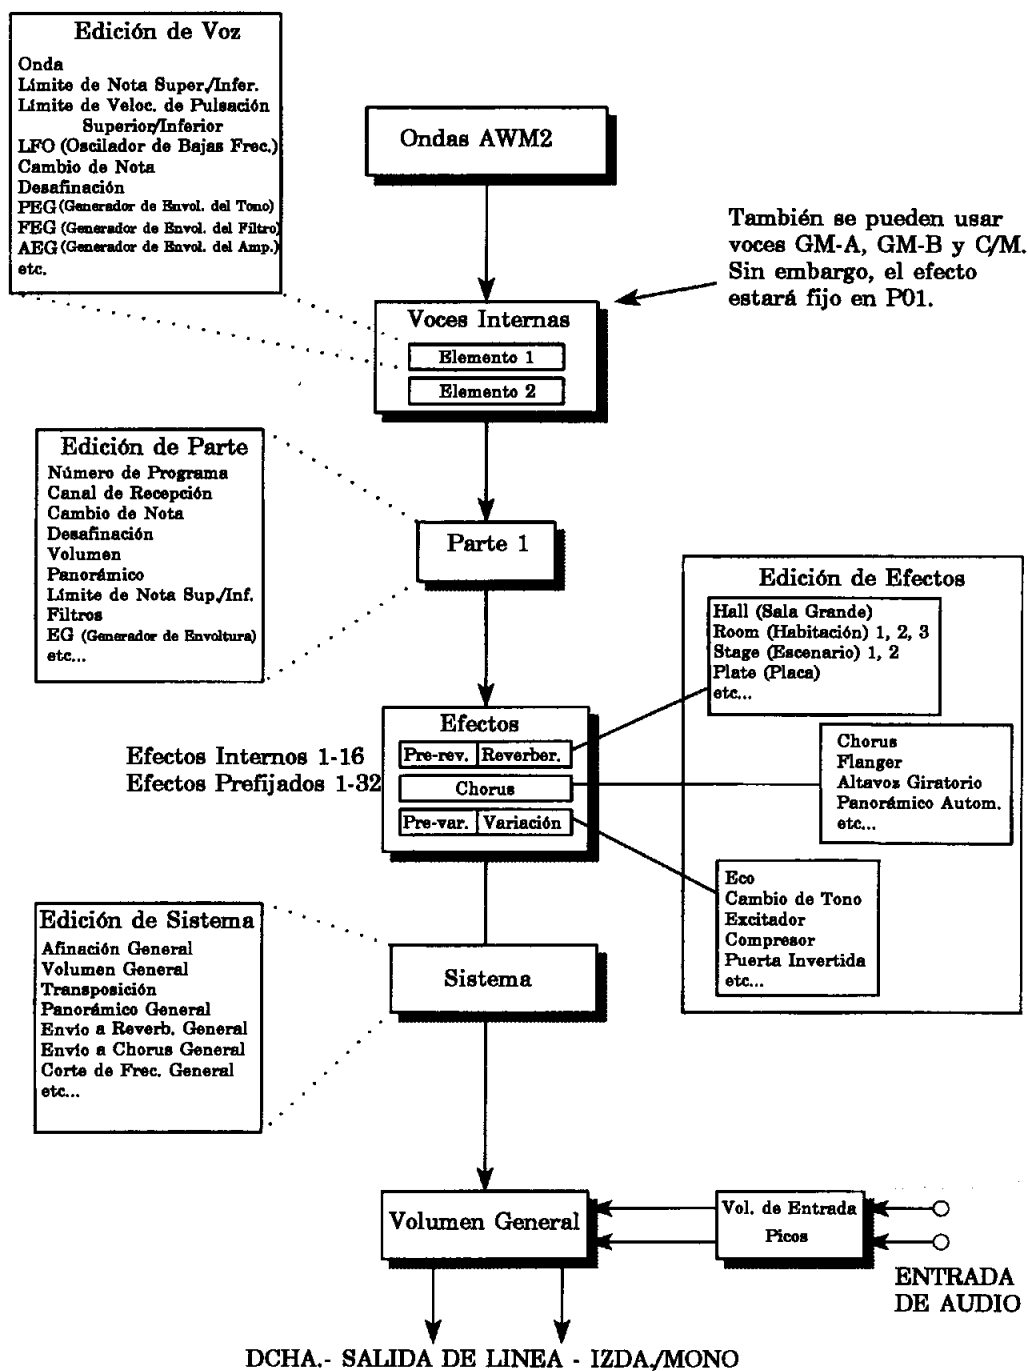 Edición de Voz
Onda
Límite de Nota Super./Infer.
Límite de Veloc. de Pulsación
Superior/Inferior
LFO (Oscilador de Bajas Frec.)
Cambio de Nota
Desafinación
PEG (Generador de Envol. del Tono)
FEG (Generador de Envol. del Filtro)
AEG (Generador de Envol. del Amp.)
etc.
Ondas AWM2
También se pueden usar
voces GM-A, GM-B y C/M.
Sin embargo, el efecto
estará fijo en P01.
Voces Internas
Elemento 1
Elemento 2
Edición de Parte
Número de Programa
Canal de Recepción
Cambio de Nota
Desafinación
Volumen
Panorámico
Límite de Nota Sup./Inf.
Filtros
EG (Generador de Envoltura)
etc...
Parte 1
Edición de Efectos
Hall (Sala Grande)
Room (Habitación) 1, 2, 3
Stage (Escenario) 1, 2
Plate (Placa)
etc...
Efectos Internos 1-16
Efectos Prefijados 1-32
Efectos
Pre-rev. Reverber.
Chorus
Pre-var. Variación
Chorus
Flanger
Altavoz Giratorio
Panorámico Autom.
etc...
Eco
Cambio de Tono
Excitador
Compresor
Puerta Invertida
etc...
Edición de Sistema
Afinación General
Volumen General
Transposición
Panorámico General
Envío a Reverb. General
Envío a Chorus General
Corte de Frec. General
etc...
Sistema
Volumen General
Vol. de Entrada
Picos
ENTRADA
DE AUDIO
DCHA.- SALIDA DE LINEA - IZDA./MONO